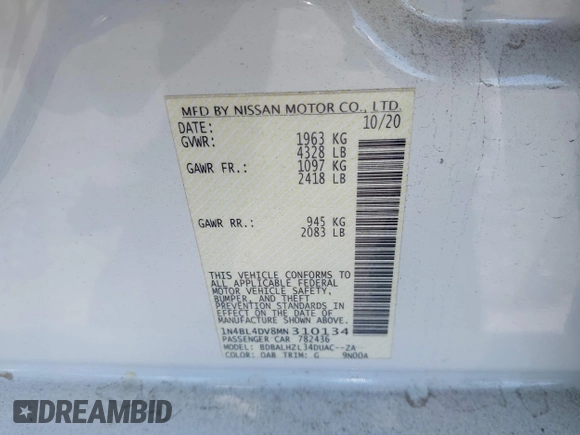 MFD BY NISSAN MOTOR CO., LTD.
DATE: 10/20
GVWR: 1963 KG
4328 LB
GAWR FR.: 1097 KG
2418 LB
GAWR RR.: 945 KG
2083 LB
THIS VEHICLE CONFORMS TO
ALL APPLICABLE FEDERAL
MOTOR VEHICLE SAFETY,
BUMPER, AND THEFT
PREVENTION STANDARDS IN
EFFECT ON THE DATE OF
MANUFACTURE SHOWN ABOVE.
1N4BL4DV8MN310134
PASSENGER CAR 782436
MODEL: BDBALHZL34DUAC--ZA
COLOR: QAB TRIM: G 9N00A
DREAMBID